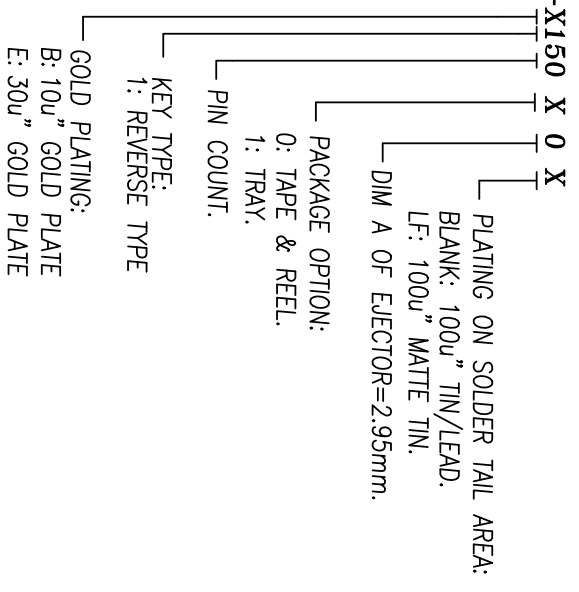 -X150 X 0 X
PLATING ON SOLDER TAIL AREA:
BLANK: 100u" TIN/LEAD.
LF: 100u" MATTE TIN.
DIM A OF EJECTOR=2.95mm.
PACKAGE OPTION:
0: TAPE & REEL.
1: TRAY.
PIN COUNT.
KEY TYPE:
1: REVERSE TYPE
GOLD PLATING:
B: 10u" GOLD PLATE
E: 30u" GOLD PLATE